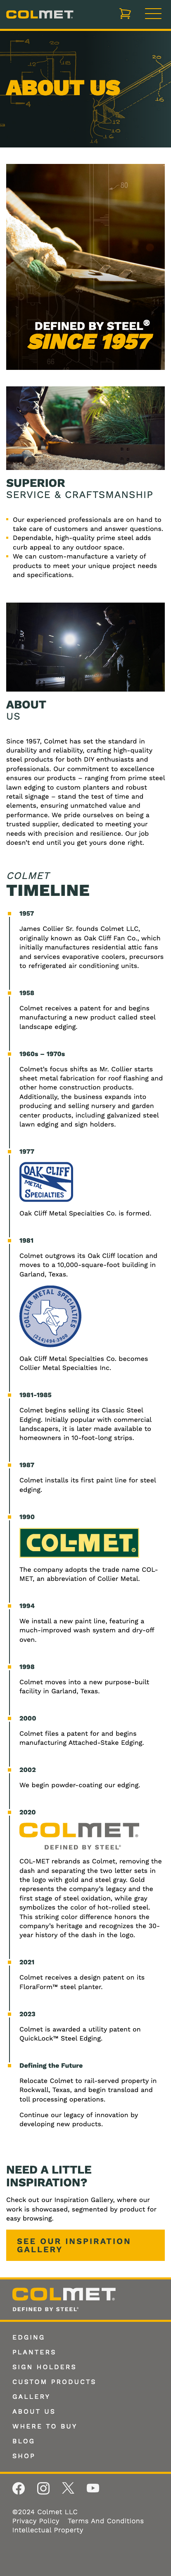 COLMET
ABOUT US
DEFINED BY STEEL®
SINCE 1957
SUPERIOR
SERVICE & CRAFTSMANSHIP
Our experienced professionals are on hand to
take care of customers and answer questions.
Dependable, high-quality prime steel adds
curb appeal to any outdoor space.
We can custom-manufacture a variety of
products to meet your unique project needs
and specifications.
ABOUT
US
Since 1957, Colmet has set the standard in
durability and reliability, crafting high-quality
steel products for both DIY enthusiasts and
professionals. Our commitment to excellence
ensures our products – ranging from prime steel
lawn edging to custom planters and robust
retail signage – stand the test of time and
elements, ensuring unmatched value and
performance. We pride ourselves on being a
trusted supplier, dedicated to meeting your
needs with precision and resilience. Our job
doesn't end until you get yours done right.
COLMET
TIMELINE
1957
James Collier Sr. founds Colmet LLC,
originally known as Oak Cliff Fan Co., which
initially manufactures residential attic fans
and services evaporative coolers, precursors
to refrigerated air conditioning units.
1958
Colmet receives a patent for and begins
manufacturing a new product called steel
landscape edging.
1960s – 1970s
Colmet's focus shifts as Mr. Collier starts
sheet metal fabrication for roof flashing and
other home construction products.
Additionally, the business expands into
producing and selling nursery and garden
center products, including galvanized steel
lawn edging and sign holders.
1977
OAK CLIFF
METAL
SPECIALTIES
Oak Cliff Metal Specialties Co. is formed.
1981
Colmet outgrows its Oak Cliff location and
moves to a 10,000-square-foot building in
Garland, Texas.
COLLIER METAL SPECIALTIES
(214)494-3900
Oak Cliff Metal Specialties Co. becomes
Collier Metal Specialties Inc.
1981-1985
Colmet begins selling its Classic Steel
Edging. Initially popular with commercial
landscapers, it is later made available to
homeowners in 10-foot-long strips.
1987
Colmet installs its first paint line for steel
edging.
1990
COL-MET
The company adopts the trade name COL-
MET, an abbreviation of Collier Metal.
1994
We install a new paint line, featuring a
much-improved wash system and dry-off
oven.
1998
Colmet moves into a new purpose-built
facility in Garland, Texas.
2000
Colmet files a patent for and begins
manufacturing Attached-Stake Edging.
2002
We begin powder-coating our edging.
2020
COLMET
DEFINED BY STEEL®
COL-MET rebrands as Colmet, removing the
dash and separating the two letter sets in
the logo with gold and steel gray. Gold
represents the company's legacy and the
first stage of steel oxidation, while gray
symbolizes the color of hot-rolled steel.
This striking color difference honors the
company's heritage and recognizes the 30-
year history of the dash in the logo.
2021
Colmet receives a design patent on its
FloraForm™ steel planter.
2023
Colmet is awarded a utility patent on
QuickLock™ Steel Edging.
Defining the Future
Relocate Colmet to rail-served property in
Rockwall, Texas, and begin transload and
toll processing operations.
Continue our legacy of innovation by
developing new products.
NEED A LITTLE
INSPIRATION?
Check out our Inspiration Gallery, where our
work is showcased, segmented by product for
easy browsing.
SEE OUR INSPIRATION
GALLERY
COLMET
DEFINED BY STEEL®
EDGING
PLANTERS
SIGN HOLDERS
CUSTOM PRODUCTS
GALLERY
ABOUT US
WHERE TO BUY
BLOG
SHOP
©2024 Colmet LLC
Privacy Policy Terms And Conditions
Intellectual Property